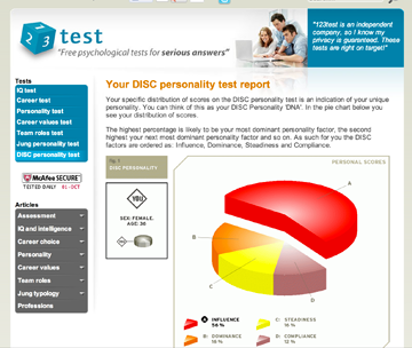 123 test
"Free psychological tests for serious answers"
"123test is an independent
company, so I know my
privacy is guaranteed. These
tests are right on target!"
Tests
IQ test
Career test
Personality test
Career values test
Team roles test
Jung personality test
DISC personality test
McAfee SECURE™
TESTED DAILY 01-OCT
Articles
Assessment
IQ and intelligence
Career choice
Personality
Career values
Team roles
Jung typology
Professions
Your DISC personality test report
Your specific distribution of scores on the DISC personality test is an indication of your unique
personality. You can think of this as your DISC Personality 'DNA'. In the pie chart below you
see your distribution of scores.
The highest percentage is likely to be your most dominant personality factor, the second
highest your next most dominant personality factor and so on. As such for you the DISC
factors are ordered as: Influence, Dominance, Steadiness and Compliance.
Fig. 1
DISC PERSONALITY
PERSONAL SCORES
YOU
SEX: FEMALE,
AGE: 30
YOU
A
B
C
D
A: INFLUENCE
56 %
B: DOMINANCE
16 %
C: STEADINESS
16 %
D: COMPLIANCE
12 %